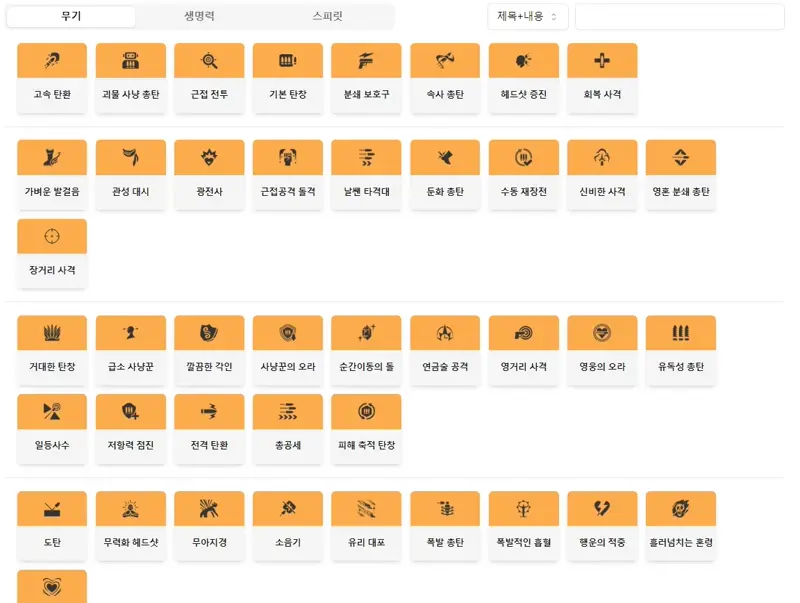 무기 생명력 스피릿 제목+내용
고속 탄환 괴물 사냥 총탄 근접 전투 기본 탄창 분쇄 보호구 속사 총탄 헤드샷 증진 회복 사격
가벼운 발걸음 관성 대시 광전사 근접공격 돌격 날쌘 타격대 둔화 총탄 수동 재장전 신비한 사격 영혼 분쇄 총탄
장거리 사격
거대한 탄창 급소 사냥꾼 깔끔한 각인 사냥꾼의 오라 순간이동의 돌 연금술 공격 영거리 사격 영웅의 오라 유독성 총탄
일등사수 저항력 점진 전격 탄환 총공세 피해 축적 탄창
도탄 무력화 헤드샷 무아지경 소음기 유리 대포 폭발 총탄 폭발적인 흡혈 행운의 적중 흘러넘치는 혼령